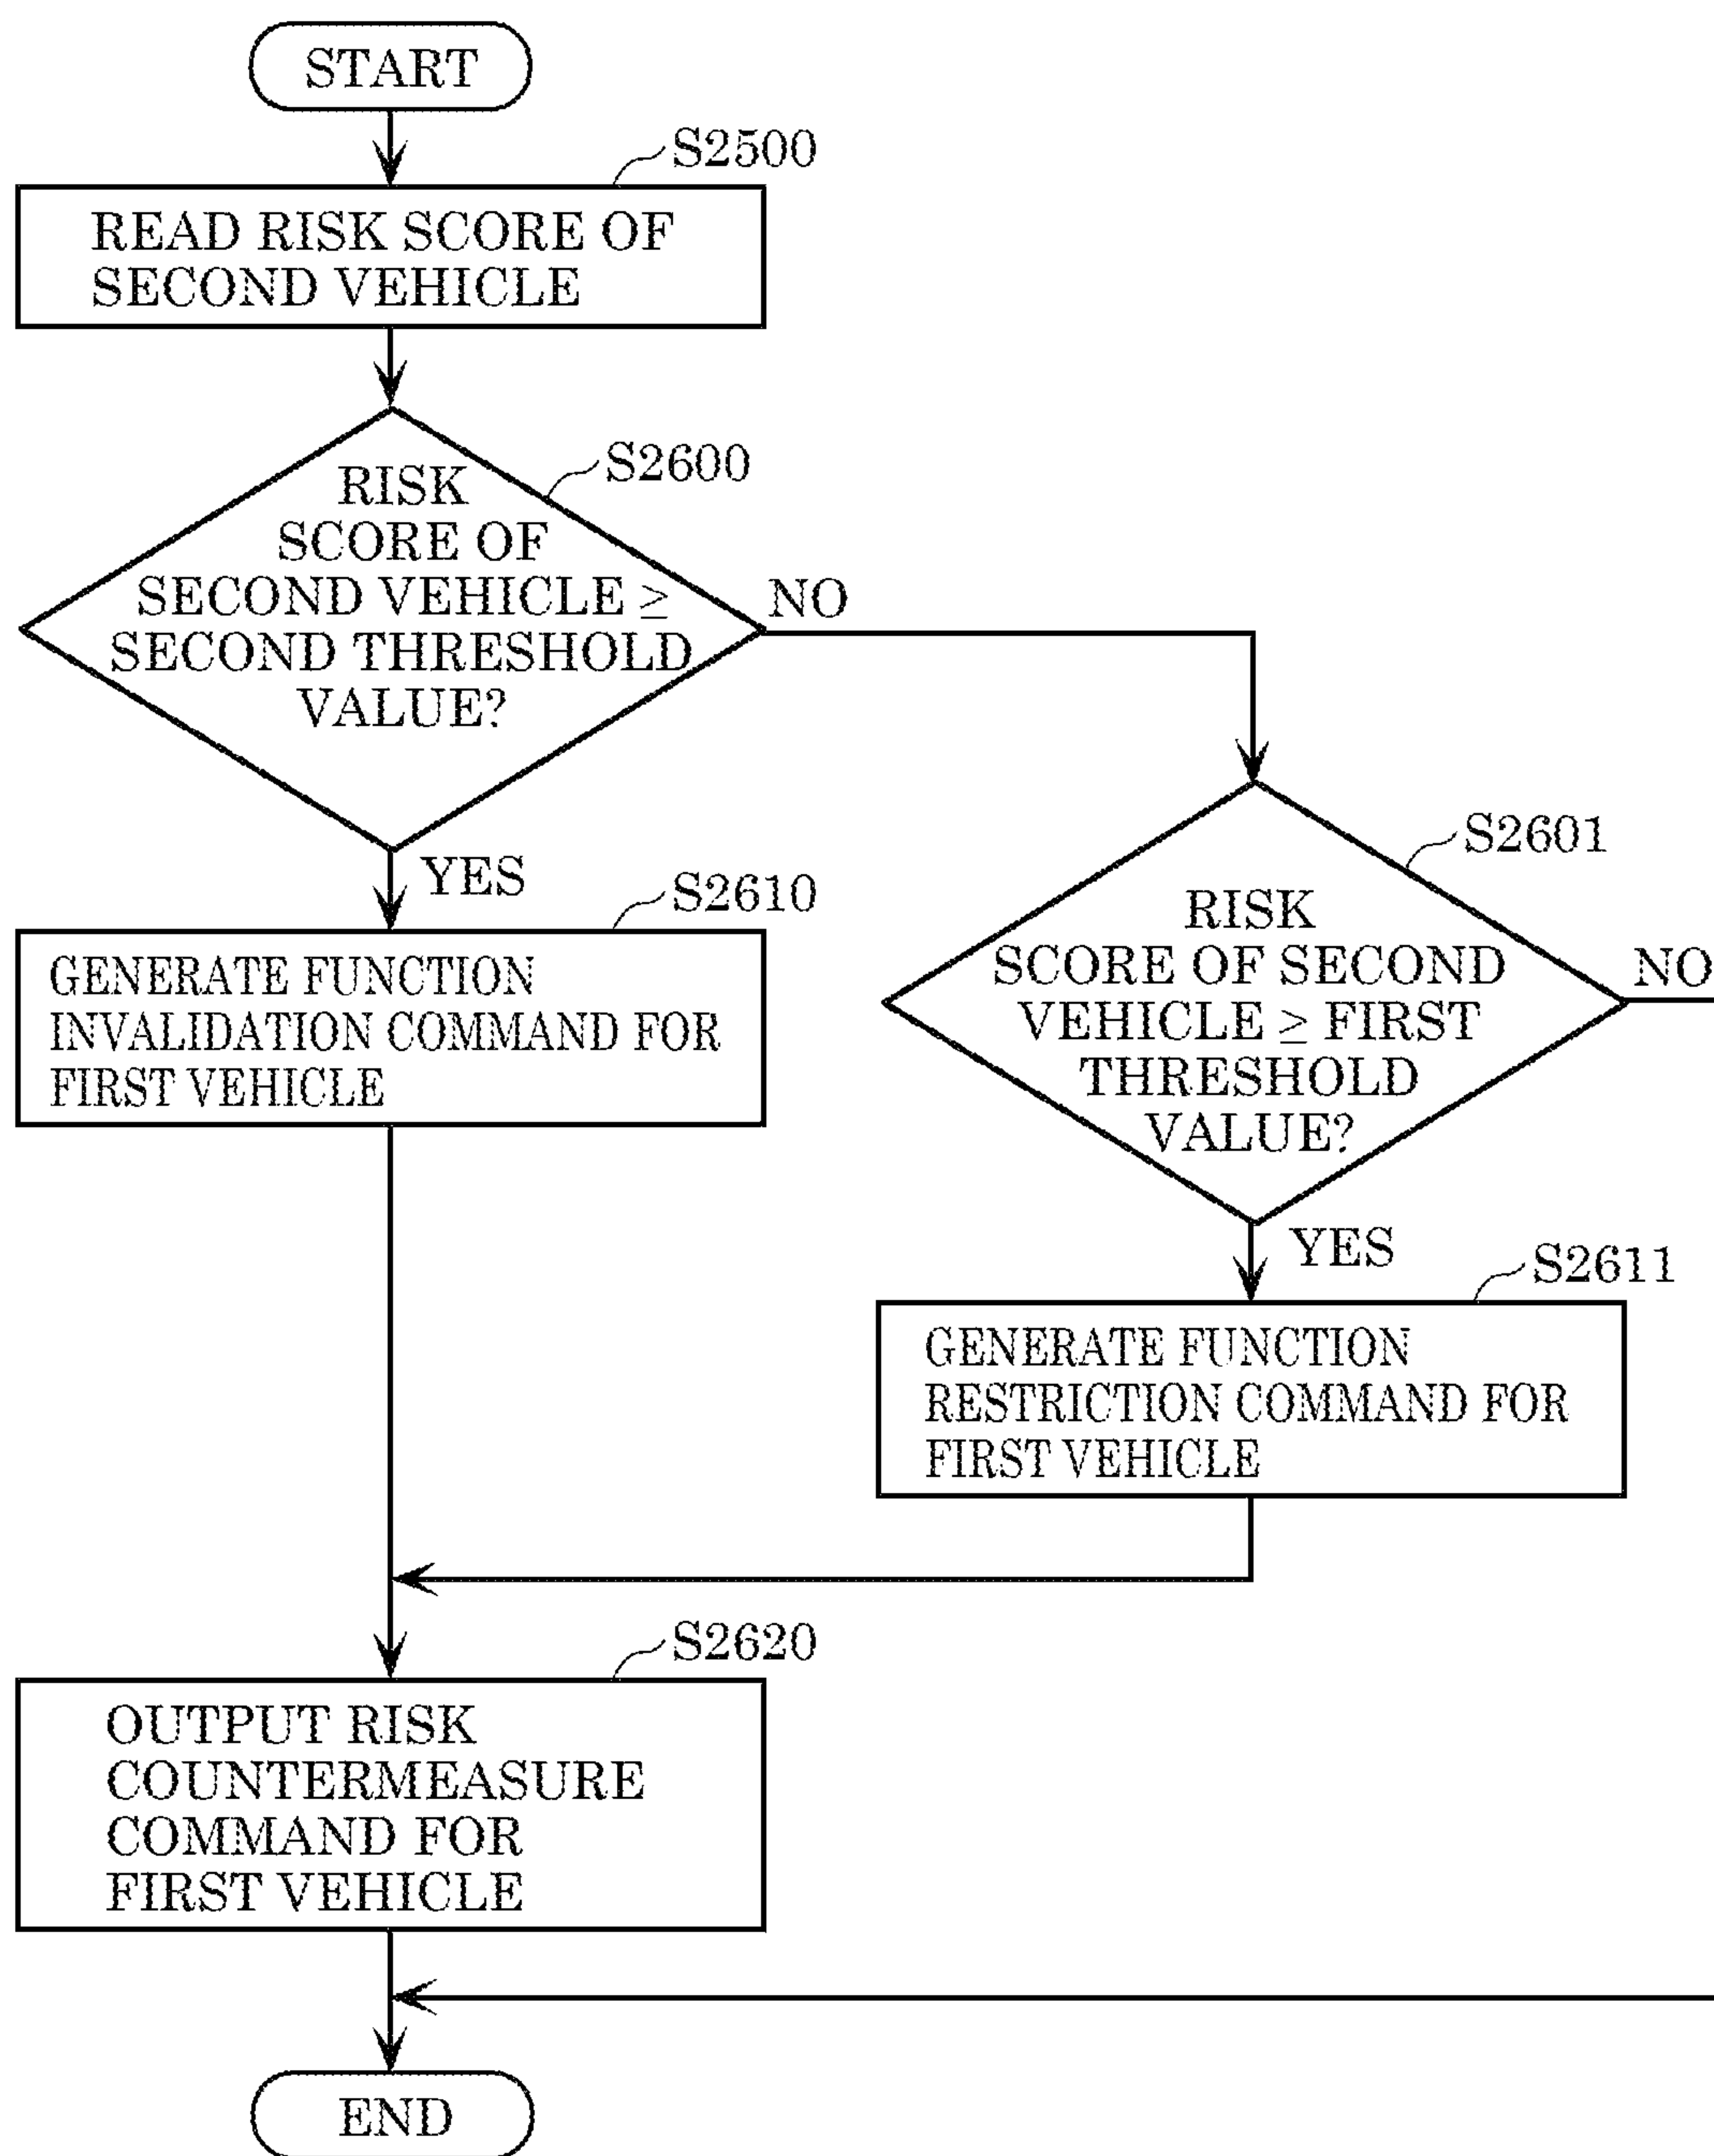 START
S2500
READ RISK SCORE OF
SECOND VEHICLE
S2600
RISK
SCORE OF
SECOND VEHICLE ≥
SECOND THRESHOLD
VALUE?
NO
YES
S2610
GENERATE FUNCTION
INVALIDATION COMMAND FOR
FIRST VEHICLE
S2601
RISK
SCORE OF SECOND
VEHICLE ≥ FIRST
THRESHOLD
VALUE?
NO
YES
S2611
GENERATE FUNCTION
RESTRICTION COMMAND FOR
FIRST VEHICLE
S2620
OUTPUT RISK
COUNTERMEASURE
COMMAND FOR
FIRST VEHICLE
END